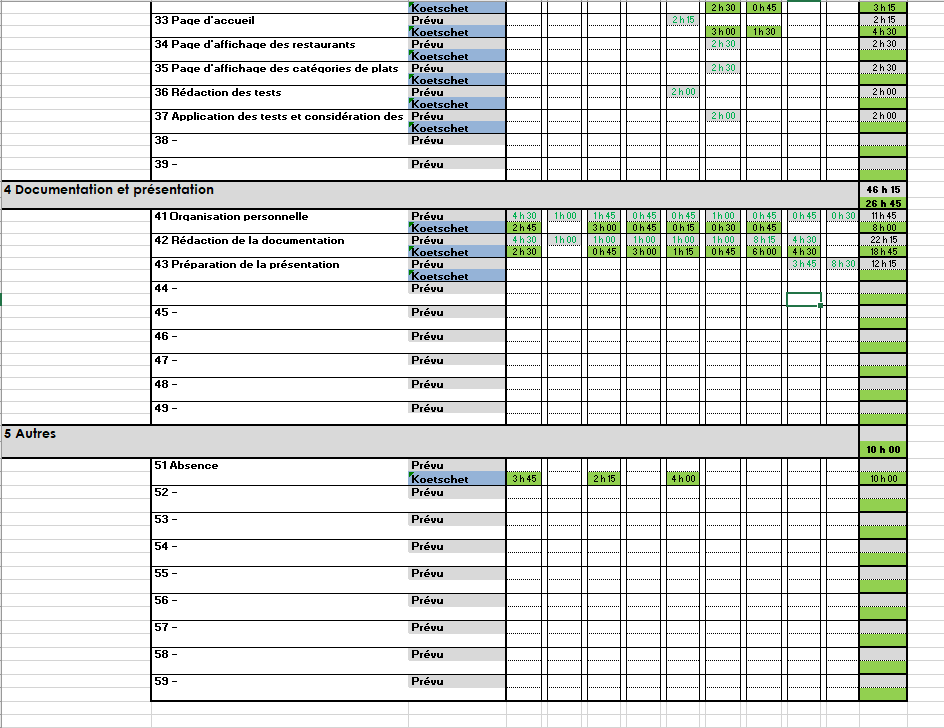 Koetschet 2 h 30 0 h 45 3 h 15
33 Page d'accueil Prévu 2 h 15 2 h 15
Koetschet 3 h 00 1 h 30 4 h 30
34 Page d'affichage des restaurants Prévu 2 h 30 2 h 30
Koetschet
35 Page d'affichage des catégories de plats Prévu 2 h 30 2 h 30
Koetschet
36 Rédaction des tests Prévu 2 h 00 2 h 00
Koetschet
37 Application des tests et considération des Prévu 2 h 00 2 h 00
Koetschet
38 - Prévu
39 - Prévu
4 Documentation et présentation 46 h 15
26 h 45
41 Organisation personnelle Prévu 4 h 30 1 h 00 1 h 45 0 h 45 0 h 45 1 h 00 0 h 45 0 h 45 0 h 30 11 h 45
Koetschet 2 h 45 3 h 00 0 h 45 0 h 15 0 h 30 0 h 45 8 h 00
42 Rédaction de la documentation Prévu 4 h 30 1 h 00 1 h 00 1 h 00 1 h 00 1 h 00 8 h 15 4 h 30 22 h 15
Koetschet 2 h 30 0 h 45 3 h 00 1 h 15 0 h 45 6 h 00 4 h 30 18 h 45
43 Préparation de la présentation Prévu 3 h 45 8 h 30 12 h 15
Koetschet
44 - Prévu
45 - Prévu
46 - Prévu
47 - Prévu
48 - Prévu
49 - Prévu
5 Autres
10 h 00
51 Absence Prévu
Koetschet 3 h 45 2 h 15 4 h 00 10 h 00
52 - Prévu
53 - Prévu
54 - Prévu
55 - Prévu
56 - Prévu
57 - Prévu
58 - Prévu
59 - Prévu